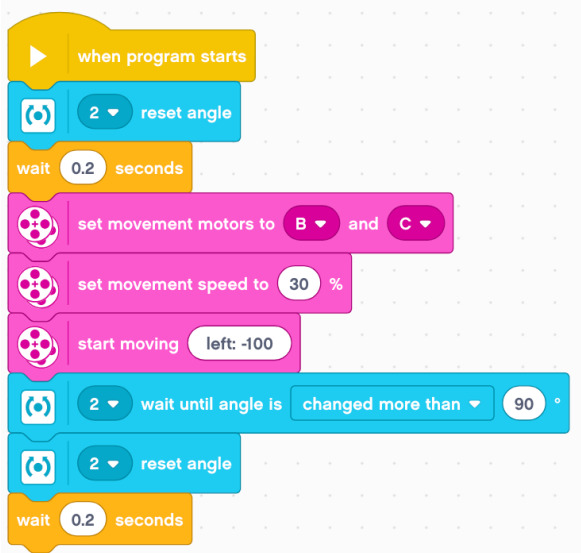 when program starts
2 reset angle
wait 0.2 seconds
set movement motors to B and C
set movement speed to 30 %
start moving left: -100
2 wait until angle is changed more than 90 °
2 reset angle
wait 0.2 seconds